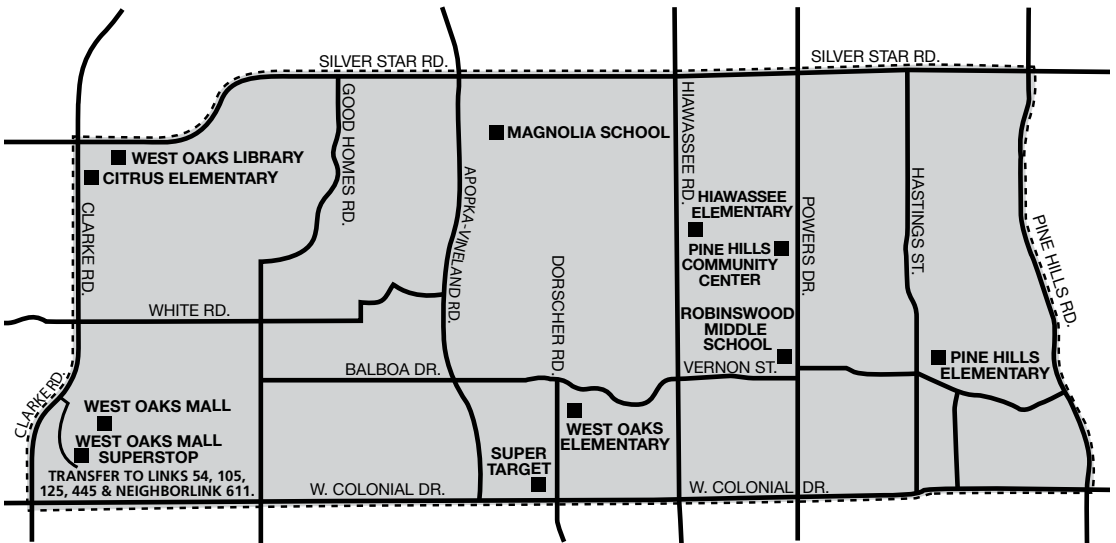 SILVER STAR RD.
SILVER STAR RD.
GOOD HOMES RD.
HIAWASSEE RD.
MAGNOLIA SCHOOL
WEST OAKS LIBRARY
CITRUS ELEMENTARY
APOPKA-VINELAND RD.
HASTINGS ST.
HIAWASSEE
ELEMENTARY
POWERS DR.
CLARKE RD.
PINE HILLS RD.
PINE HILLS
COMMUNITY
CENTER
DORSCHER RD.
WHITE RD.
ROBINSWOOD
MIDDLE
SCHOOL
BALBOA DR.
VERNON ST.
PINE HILLS
ELEMENTARY
CLARKE RD.
WEST OAKS MALL
WEST OAKS
ELEMENTARY
WEST OAKS MALL
SUPERSTOP
SUPER
TARGET
TRANSFER TO LINKS 54, 105,
125, 445 & NEIGHBORLINK 611.
W. COLONIAL DR.
W. COLONIAL DR.